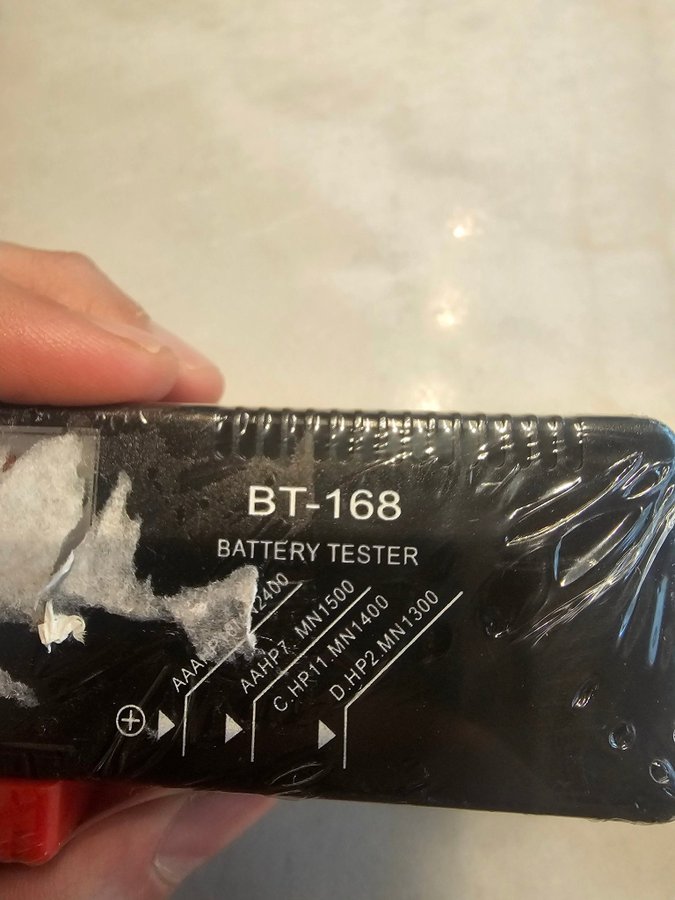 BT-168
BATTERY TESTER
AAHP7. MN1500
C.HP11.MN1400
D.HP2.MN1300